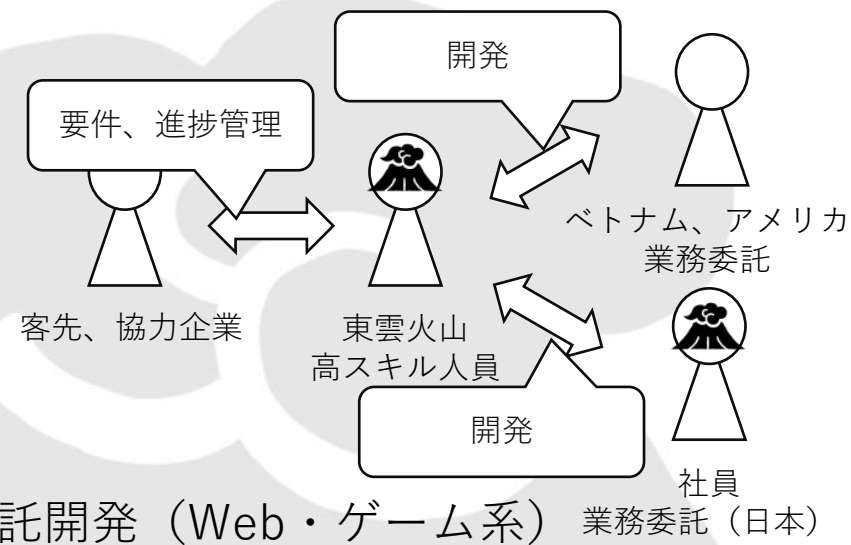 開発
要件、進捗管理
ベトナム、アメリカ
業務委託
客先、協力企業
東雲火山
高スキル人員
開発
社員
業務委託（日本）
託開発（Web・ゲーム系）